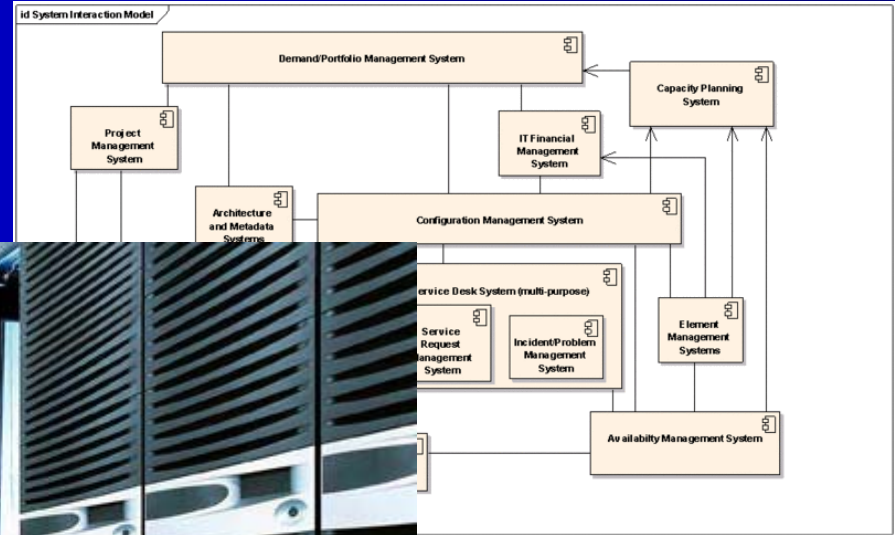 id System Interaction Model
Demand/Portfolio Management System
Capacity Planning
System
Project
Management
System
IT Financial
Management
System
Architecture
and Metadata
Systems
Configuration Management System
ervice Desk System (multi-purpose)
Service
Request
anagement
System
Incident/Problem
Management
System
Element
Management
Systems
Availabilty Management System